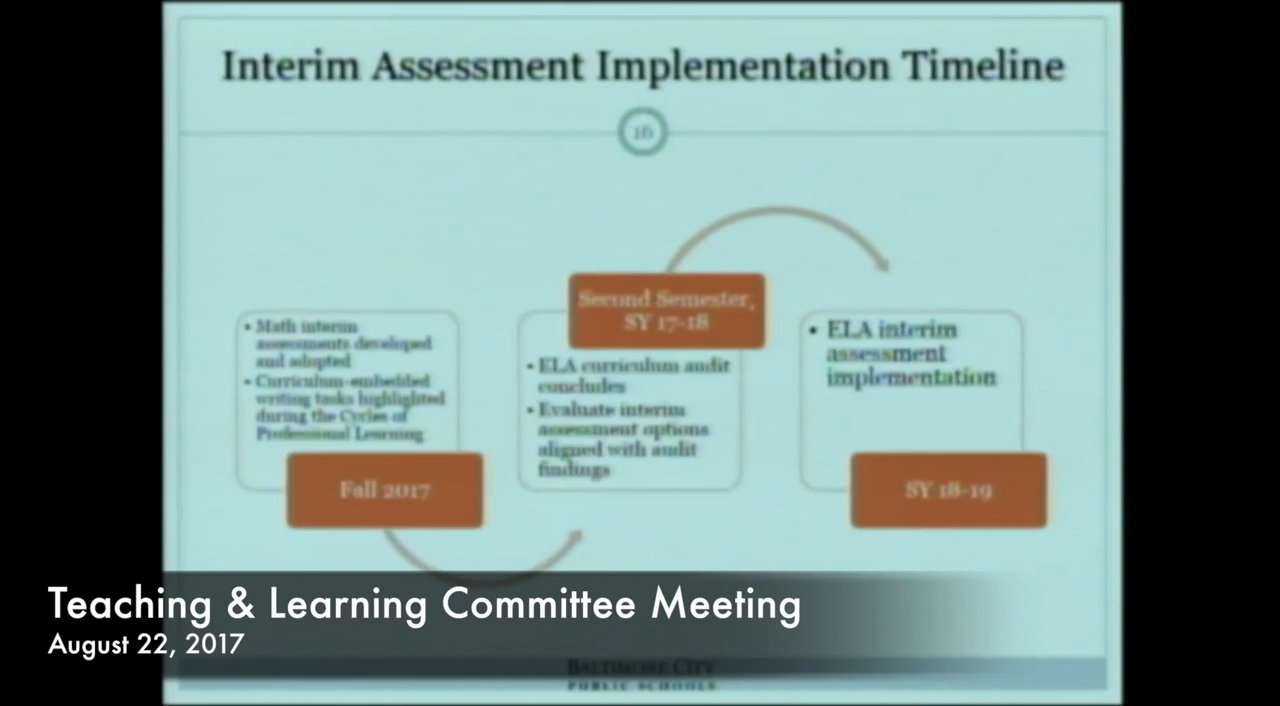 Interim Assessment Implementation Timeline
16
• Math interim
assessments developed
and adopted
• Curriculum-embedded
writing tasks highlighted
during the Cycles of
Professional Learning
Fall 2017
Second Semester,
SY 17-18
• ELA curriculum audit
concludes
• Evaluate interim
assessment options
aligned with audit
findings
• ELA interim
assessment
implementation
SY 18-19
Teaching & Learning Committee Meeting
August 22, 2017
BALTIMORE CITY
PUBLIC SCHOOLS